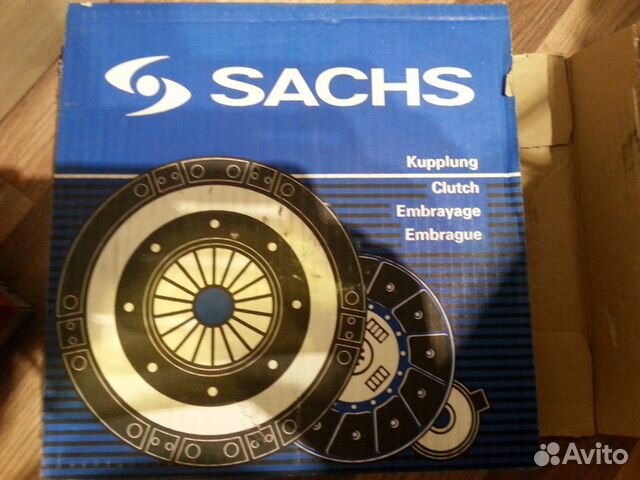 SACHS
Kupplung
Clutch
Embrayage
Embrague
Avito